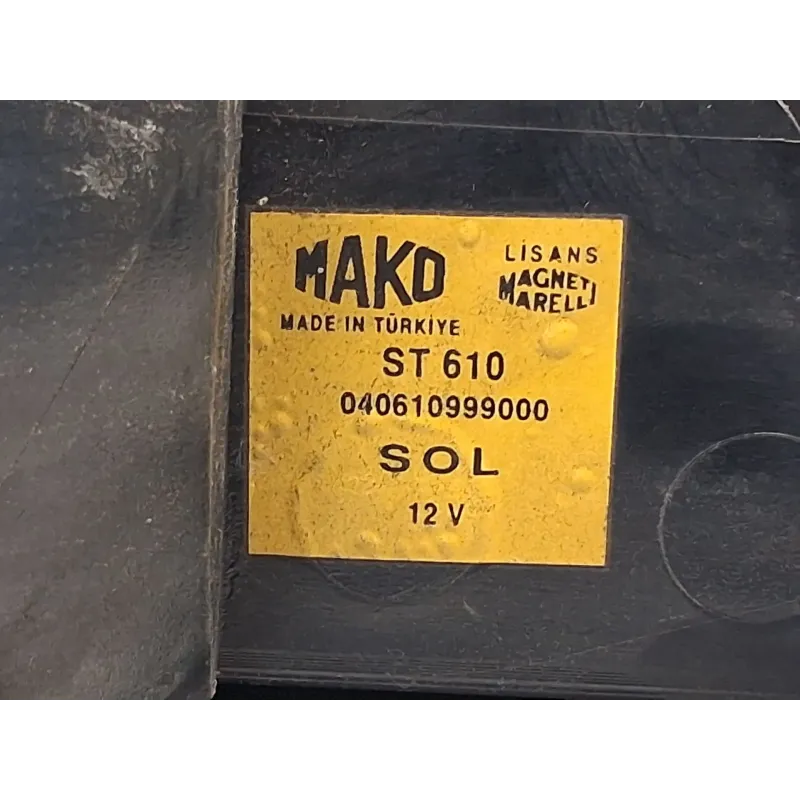 MAKO
MADE IN TÜRKİYE
LİSANS
MAGNETI
MARELLI
ST 610
040610999000
SOL
12 V